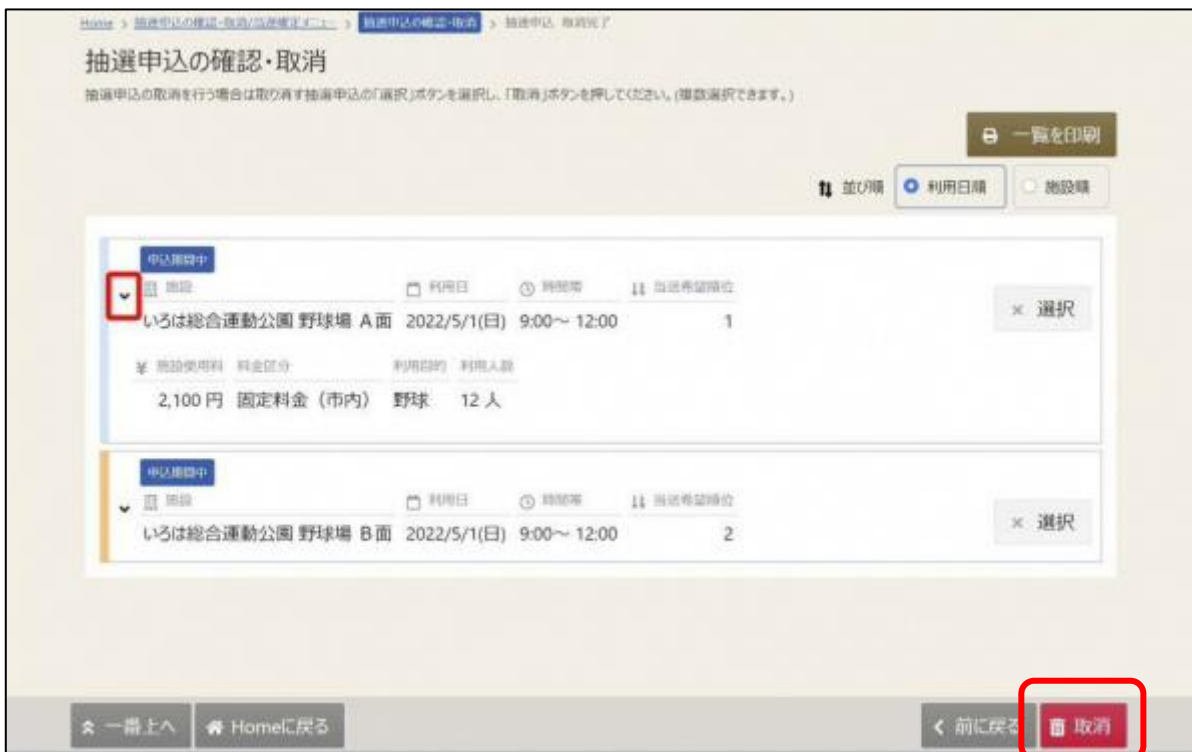 Home > 抽選申込の確認・取消/当選確定メニュー > 抽選申込の確認・取消 > 抽選申込 取消完了
抽選申込の確認・取消
抽選申込の取消を行う場合は取り消す抽選申込の「選択」ボタンを選択し、「取消」ボタンを押してください。(複数選択できます。)
一覧を印刷
並び順 利用日順 施設順
申込期間中
施設 利用日 時間帯 当選希望順位
いろは総合運動公園 野球場 A面 2022/5/1(日) 9:00～ 12:00 1
× 選択
¥ 施設使用料 料金区分 利用目的 利用人数
2,100 円 固定料金（市内） 野球 12 人
申込期間中
施設 利用日 時間帯 当選希望順位
いろは総合運動公園 野球場 B面 2022/5/1(日) 9:00～ 12:00 2
× 選択
一番上へ Homeに戻る 前に戻る 取消